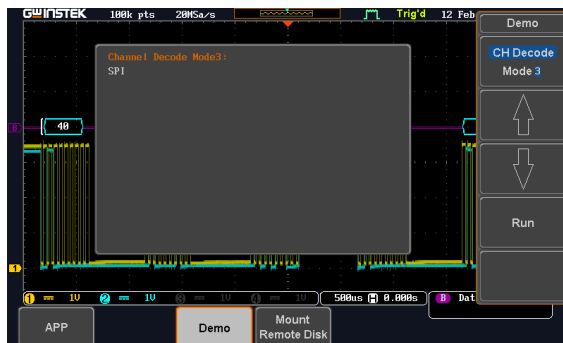 GWINSTEK 100k pts 20MSa/s Trig'd 12 Feb
Demo
CH Decode
Mode 3
Channel Decode Mode3:
SPI
B
40
Run
1
1 1V 2 1V 3 1V 4 1V 500us H 0.000s B Dat
APP
Demo
Mount
Remote Disk